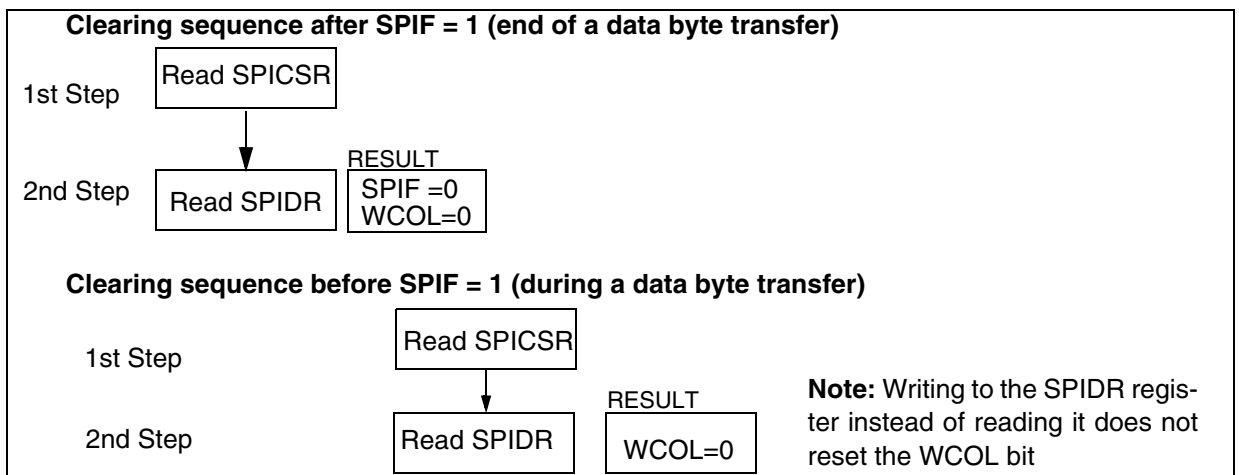 Clearing sequence after SPIF = 1 (end of a data byte transfer)
1st Step
Read SPICSR
RESULT
2nd Step
Read SPIDR
SPIF =0
WCOL=0
Clearing sequence before SPIF = 1 (during a data byte transfer)
1st Step
Read SPICSR
RESULT
2nd Step
Read SPIDR
WCOL=0
Note: Writing to the SPIDR regis-
ter instead of reading it does not
reset the WCOL bit